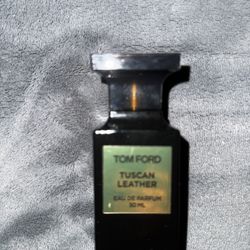 TOM FORD
TUSCAN
LEATHER
EAU DE PARFUM
50 ML